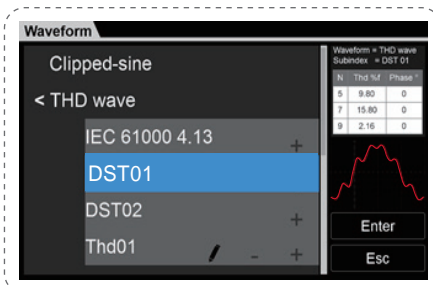 Waveform
Clipped-sine
< THD wave
IEC 61000 4.13 +
DST01
DST02 +
Thd01 - +
Waveform = THD wave
Subindex = DST 01
N Thd %f Phase °
5 9.80 0
7 15.80 0
9 2.16 0
Enter
Esc